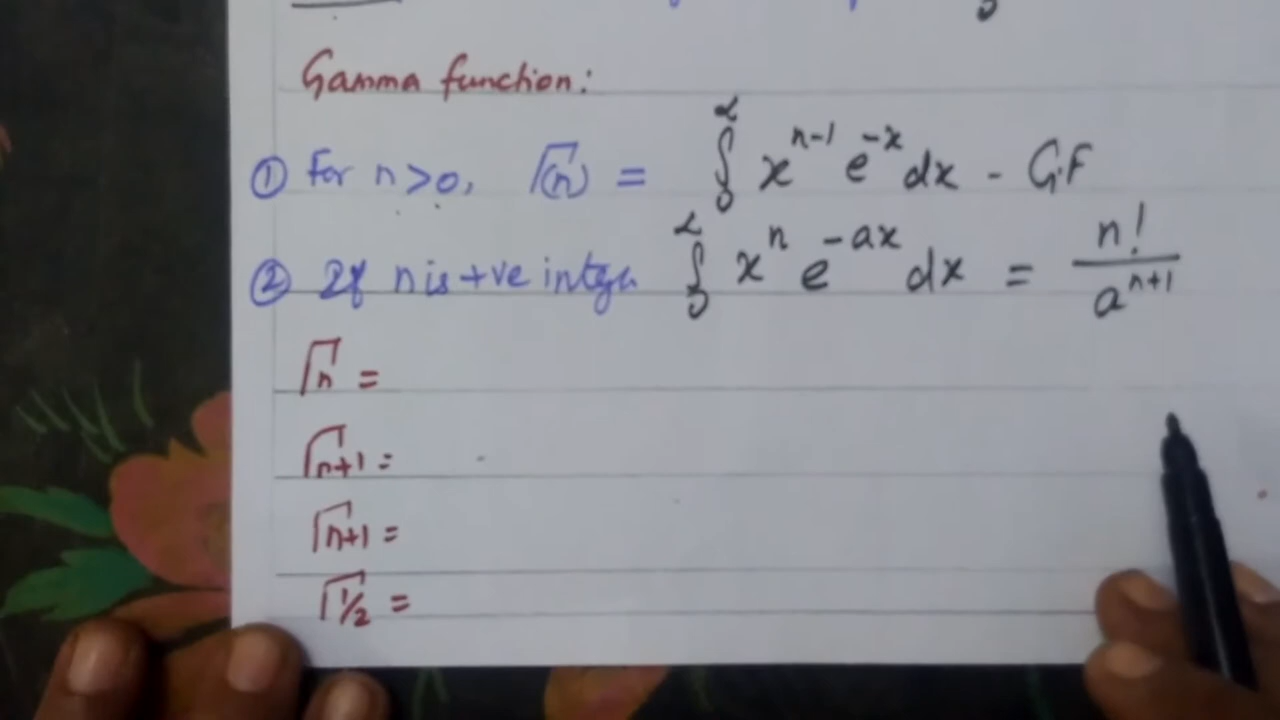 Gamma function:
① For n>0, Γ(n) = ∫₀^∝ x^(n-1) e^(-x) dx - G.F
② If n is +ve integer ∫₀^∝ x^n e^(-ax) dx = n!/a^(n+1)
Γn =
Γn+1 =
Γn+1 =
Γ1/2 =